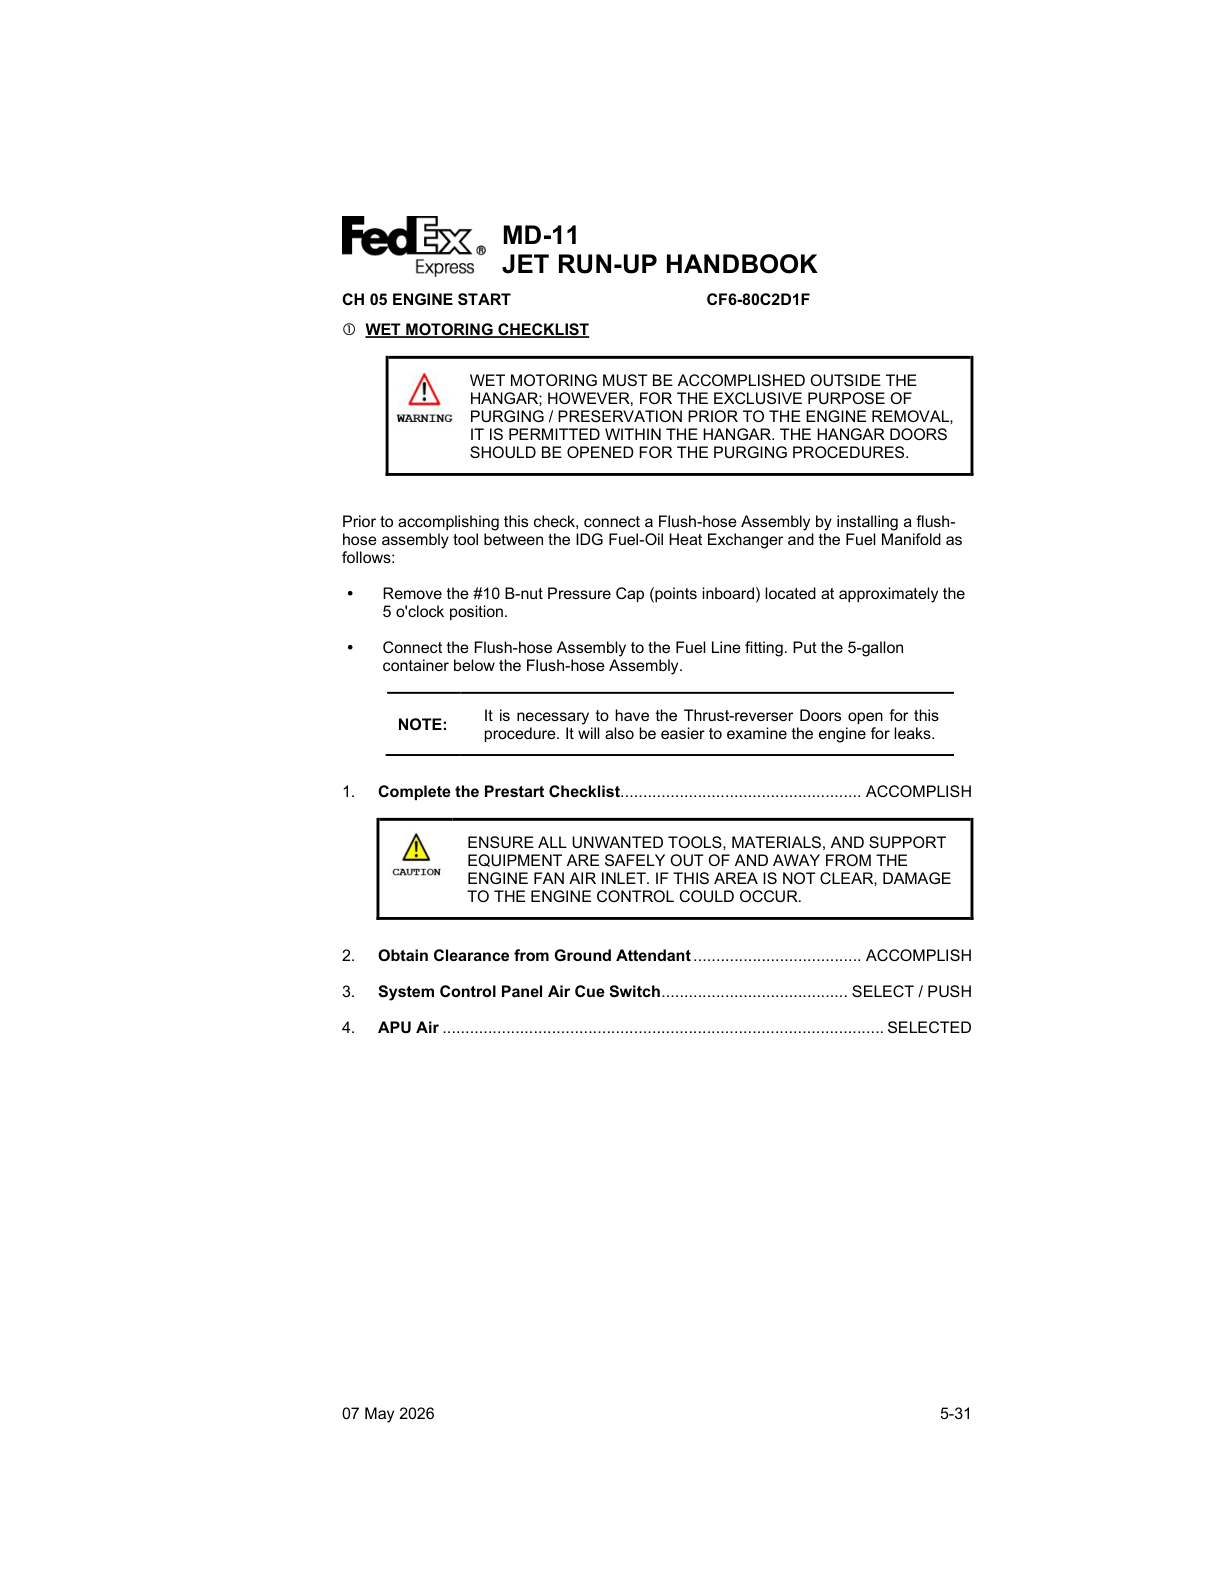 FedEx ®
Express
MD-11
JET RUN-UP HANDBOOK
CH 05 ENGINE START CF6-80C2D1F
① WET MOTORING CHECKLIST
WARNING
WET MOTORING MUST BE ACCOMPLISHED OUTSIDE THE
HANGAR; HOWEVER, FOR THE EXCLUSIVE PURPOSE OF
PURGING / PRESERVATION PRIOR TO THE ENGINE REMOVAL,
IT IS PERMITTED WITHIN THE HANGAR. THE HANGAR DOORS
SHOULD BE OPENED FOR THE PURGING PROCEDURES.
Prior to accomplishing this check, connect a Flush-hose Assembly by installing a flush-
hose assembly tool between the IDG Fuel-Oil Heat Exchanger and the Fuel Manifold as
follows:
• Remove the #10 B-nut Pressure Cap (points inboard) located at approximately the
5 o'clock position.
• Connect the Flush-hose Assembly to the Fuel Line fitting. Put the 5-gallon
container below the Flush-hose Assembly.
NOTE:
It is necessary to have the Thrust-reverser Doors open for this
procedure. It will also be easier to examine the engine for leaks.
1. Complete the Prestart Checklist..................................................... ACCOMPLISH
CAUTION
ENSURE ALL UNWANTED TOOLS, MATERIALS, AND SUPPORT
EQUIPMENT ARE SAFELY OUT OF AND AWAY FROM THE
ENGINE FAN AIR INLET. IF THIS AREA IS NOT CLEAR, DAMAGE
TO THE ENGINE CONTROL COULD OCCUR.
2. Obtain Clearance from Ground Attendant..................................... ACCOMPLISH
3. System Control Panel Air Cue Switch......................................... SELECT / PUSH
4. APU Air ................................................................................................. SELECTED
07 May 2026 5-31